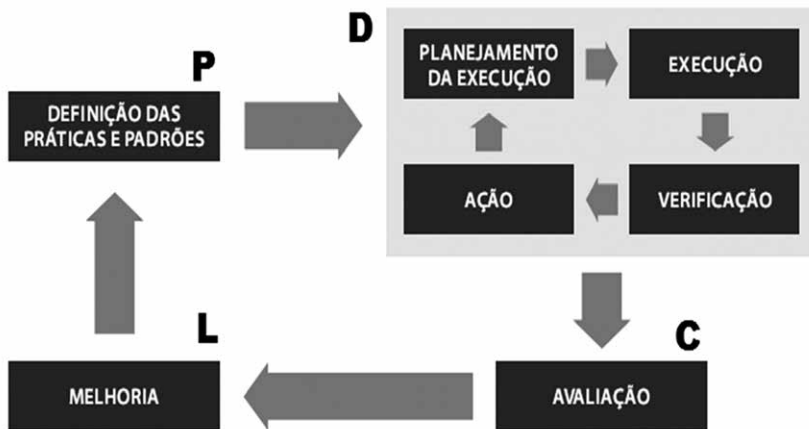 P
DEFINIÇÃO DAS
PRÁTICAS E PADRÕES
D
PLANEJAMENTO
DA EXECUÇÃO
EXECUÇÃO
AÇÃO
VERIFICAÇÃO
L
MELHORIA
C
AVALIAÇÃO